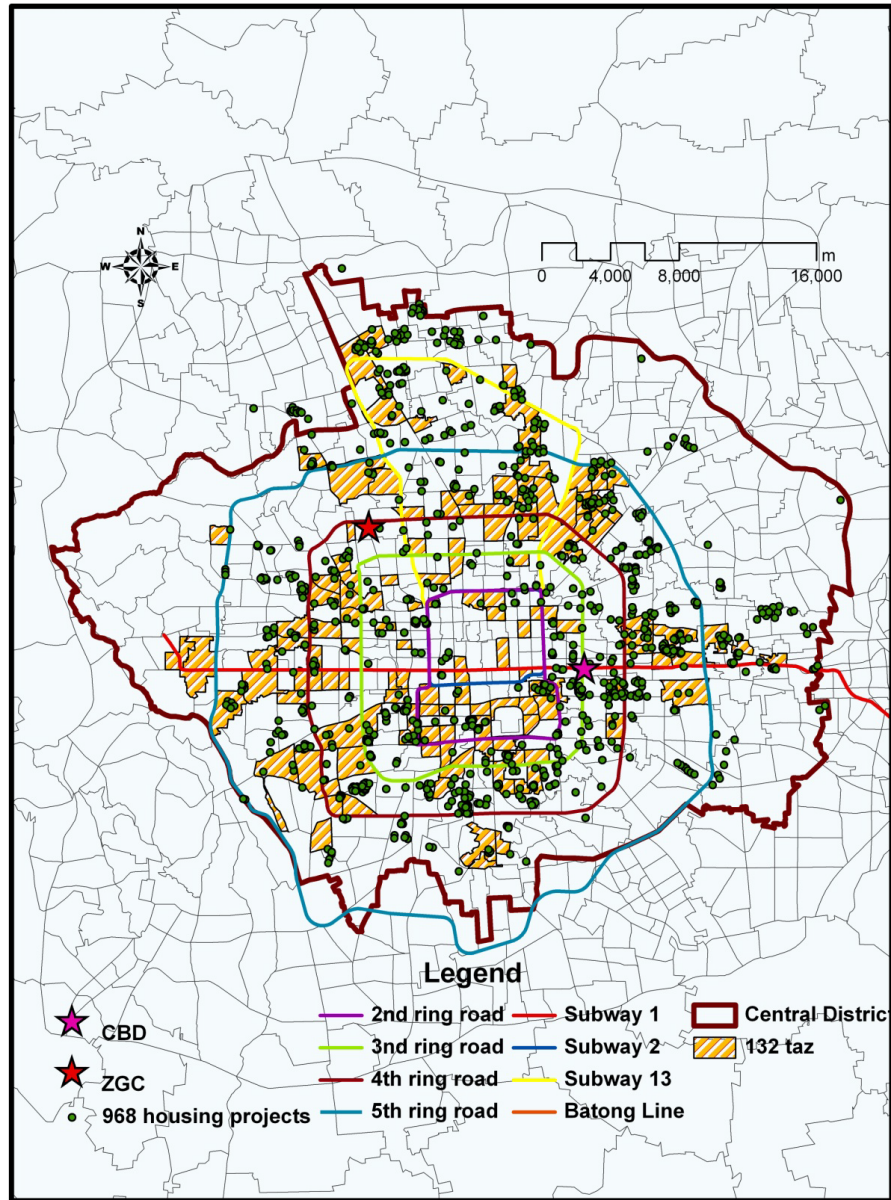 N
W E
S
m
0 4,000 8,000 16,000
Legend
CBD
ZGC
968 housing projects
2nd ring road
3nd ring road
4th ring road
5th ring road
Subway 1
Subway 2
Subway 13
Batong Line
Central District
132 taz